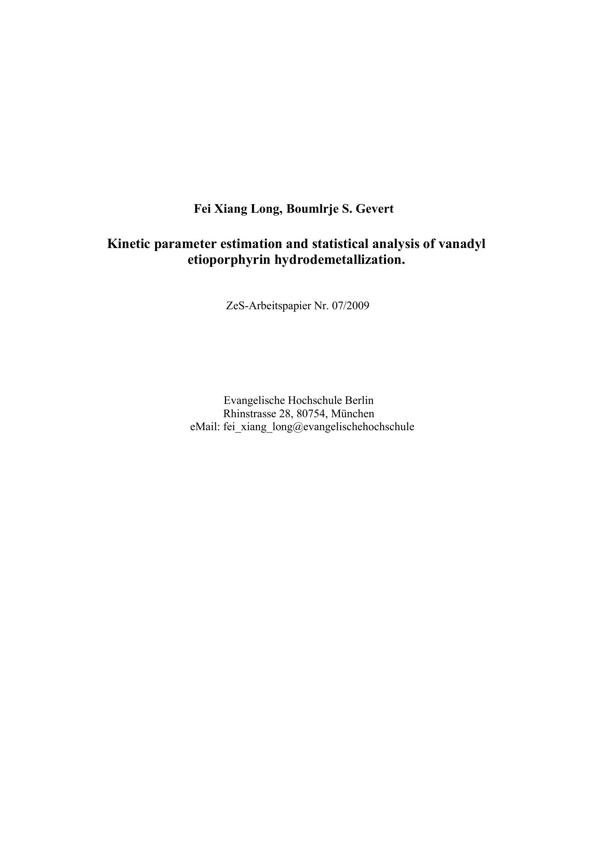 Fei Xiang Long, Boumlrje S. Gevert
Kinetic parameter estimation and statistical analysis of vanadyl
etioporphyrin hydrodemetallization.
ZeS-Arbeitspapier Nr. 07/2009
Evangelische Hochschule Berlin
Rhinstrasse 28, 80754, München
eMail: fei_xiang_long@evangelischehochschule